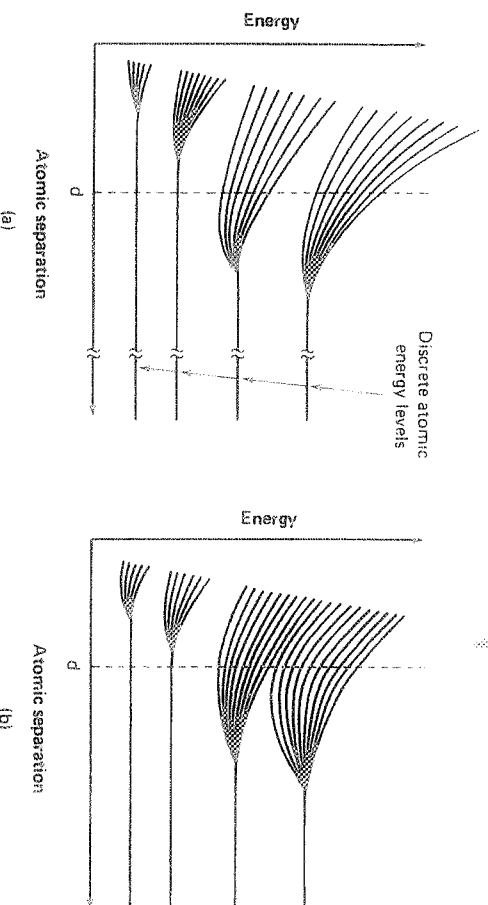 Energy
Discrete atomic
energy levels
d
Atomic separation
(a)
Energy
d
Atomic separation
(b)